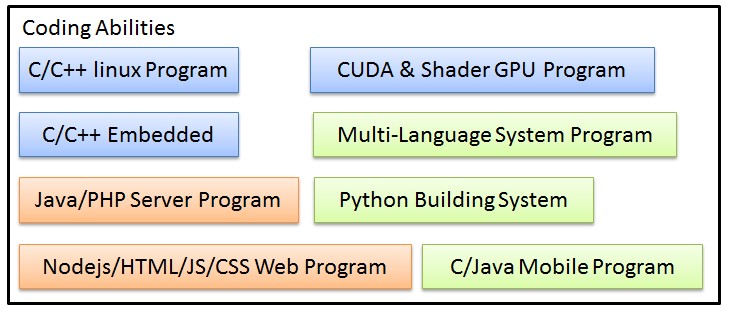 Coding Abilities
C/C++ linux Program
CUDA & Shader GPU Program
C/C++ Embedded
Multi-Language System Program
Java/PHP Server Program
Python Building System
Nodejs/HTML/JS/CSS Web Program
C/Java Mobile Program